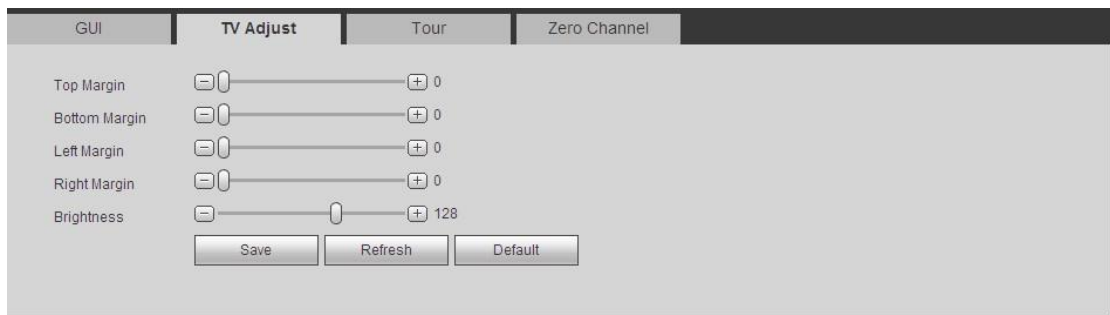 GUI TV Adjust Tour Zero Channel
Top Margin 0
Bottom Margin 0
Left Margin 0
Right Margin 0
Brightness 128
Save Refresh Default